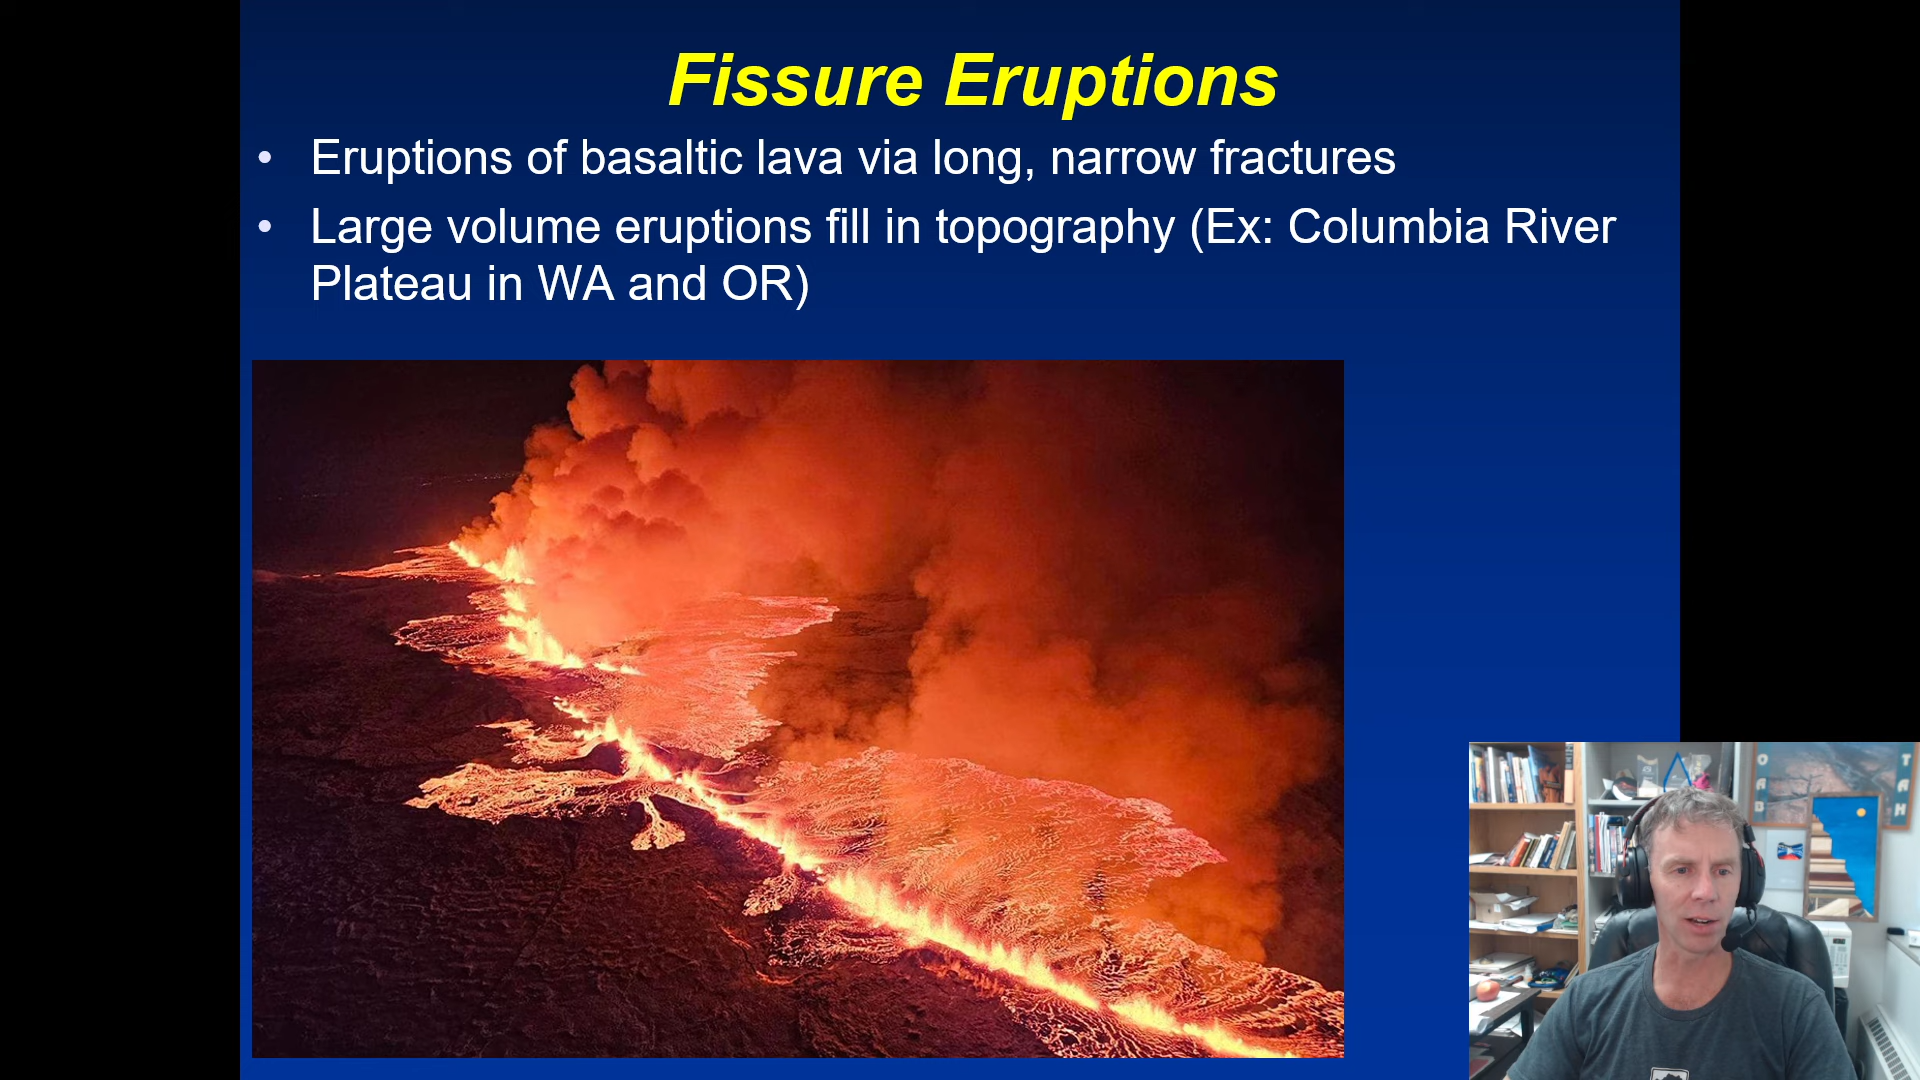 Fissure Eruptions
• Eruptions of basaltic lava via long, narrow fractures
• Large volume eruptions fill in topography (Ex: Columbia River
Plateau in WA and OR)